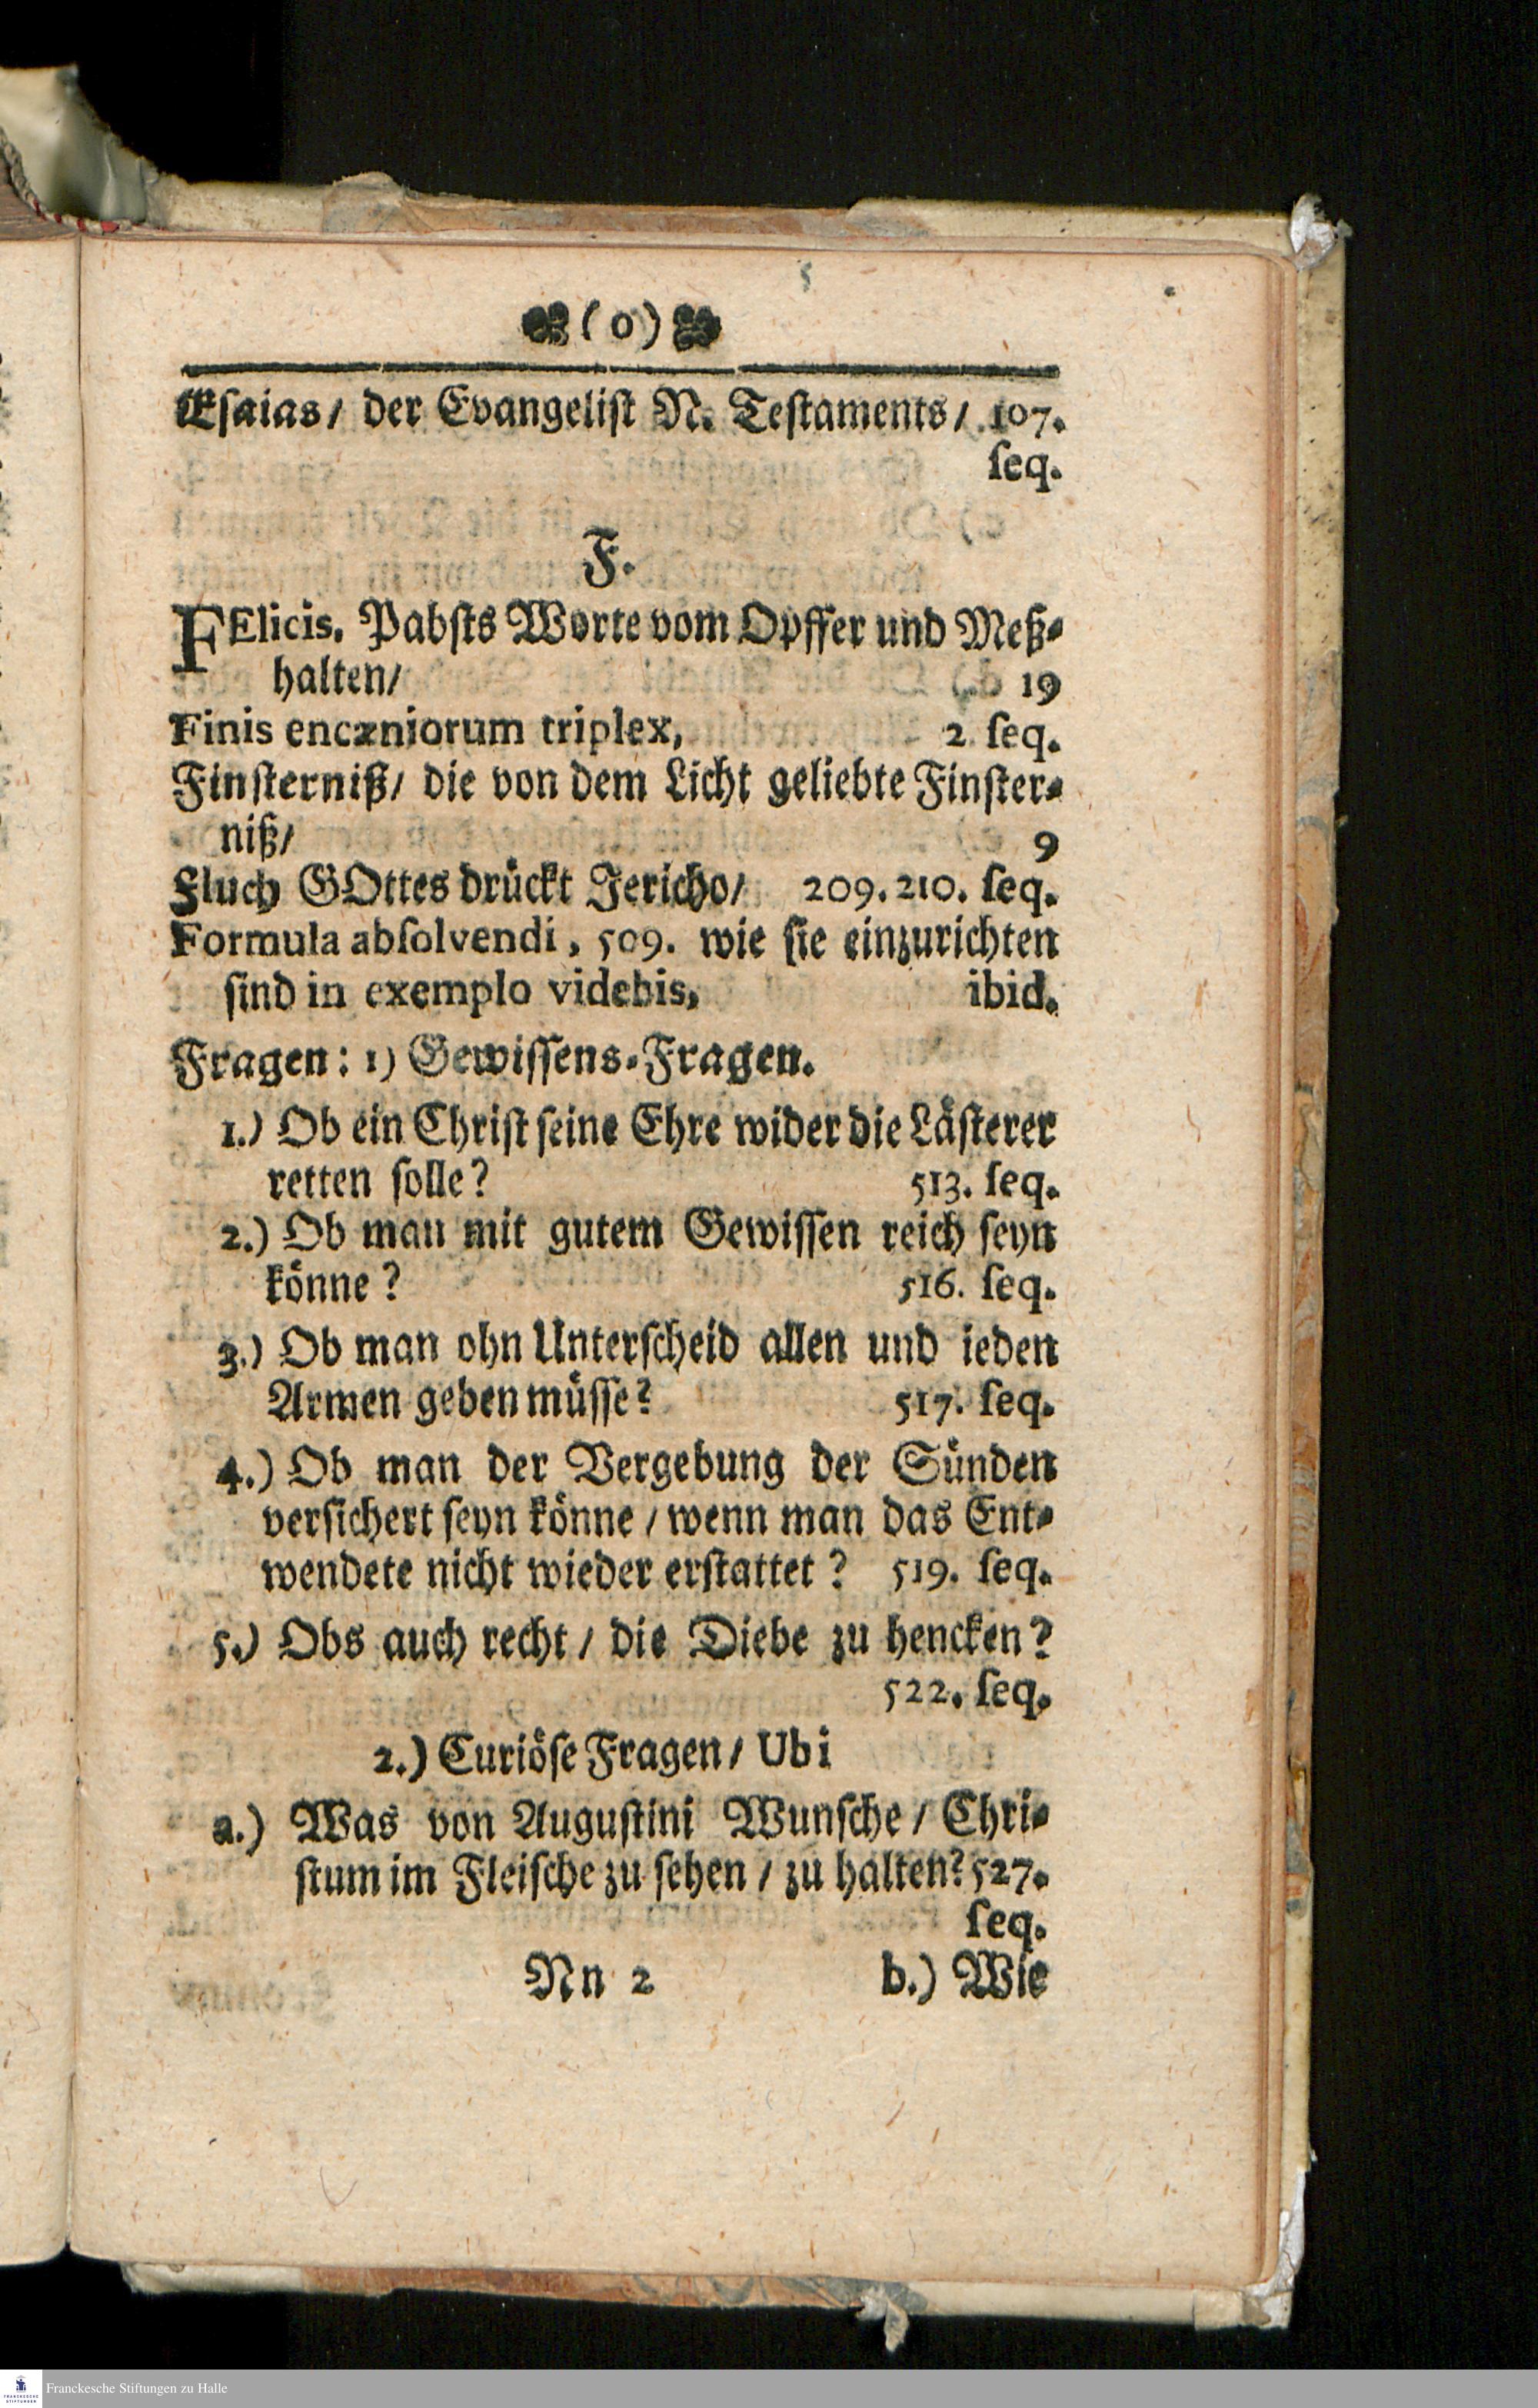 (0)
Esaias/ der Evangelist N. Testaments/ 107.
seq.
F.
FElicis. Pabsts Worte vom Opffer und Meß-
halten/ 19
Finis encæniorum triplex, 2 seq.
Finsterniß/ die von dem Licht geliebte Finster-
niß/ 9
Fluch GOttes drückt Jericho/ 209. 210. seq.
Formula absolvendi, 509. wie sie einzurichten
sind in exemplo videbis, ibid.
Fragen: 1) Gewissens-Fragen.
1.) Ob ein Christ seine Ehre wider die Lästerer
retten solle? 513. seq.
2.) Ob man mit gutem Gewissen reich seyn
könne? 516. seq.
3.) Ob man ohn Unterscheid allen und ieden
Armen geben müsse? 517. seq.
4.) Ob man der Vergebung der Sünden
versichert seyn könne / wenn man das Ent-
wendete nicht wieder erstattet? 519. seq.
5.) Obs auch recht / die Diebe zu hencken?
522. seq.
2.) Curiöse Fragen/ Ubi
a.) Was von Augustini Wunsche / Chri-
stum im Fleische zu sehen / zu halten? 527.
seq.
Nn 2 b.) Wie
Franckesche Stiftungen zu Halle
FRANCKESCHE
STIFTUNGEN